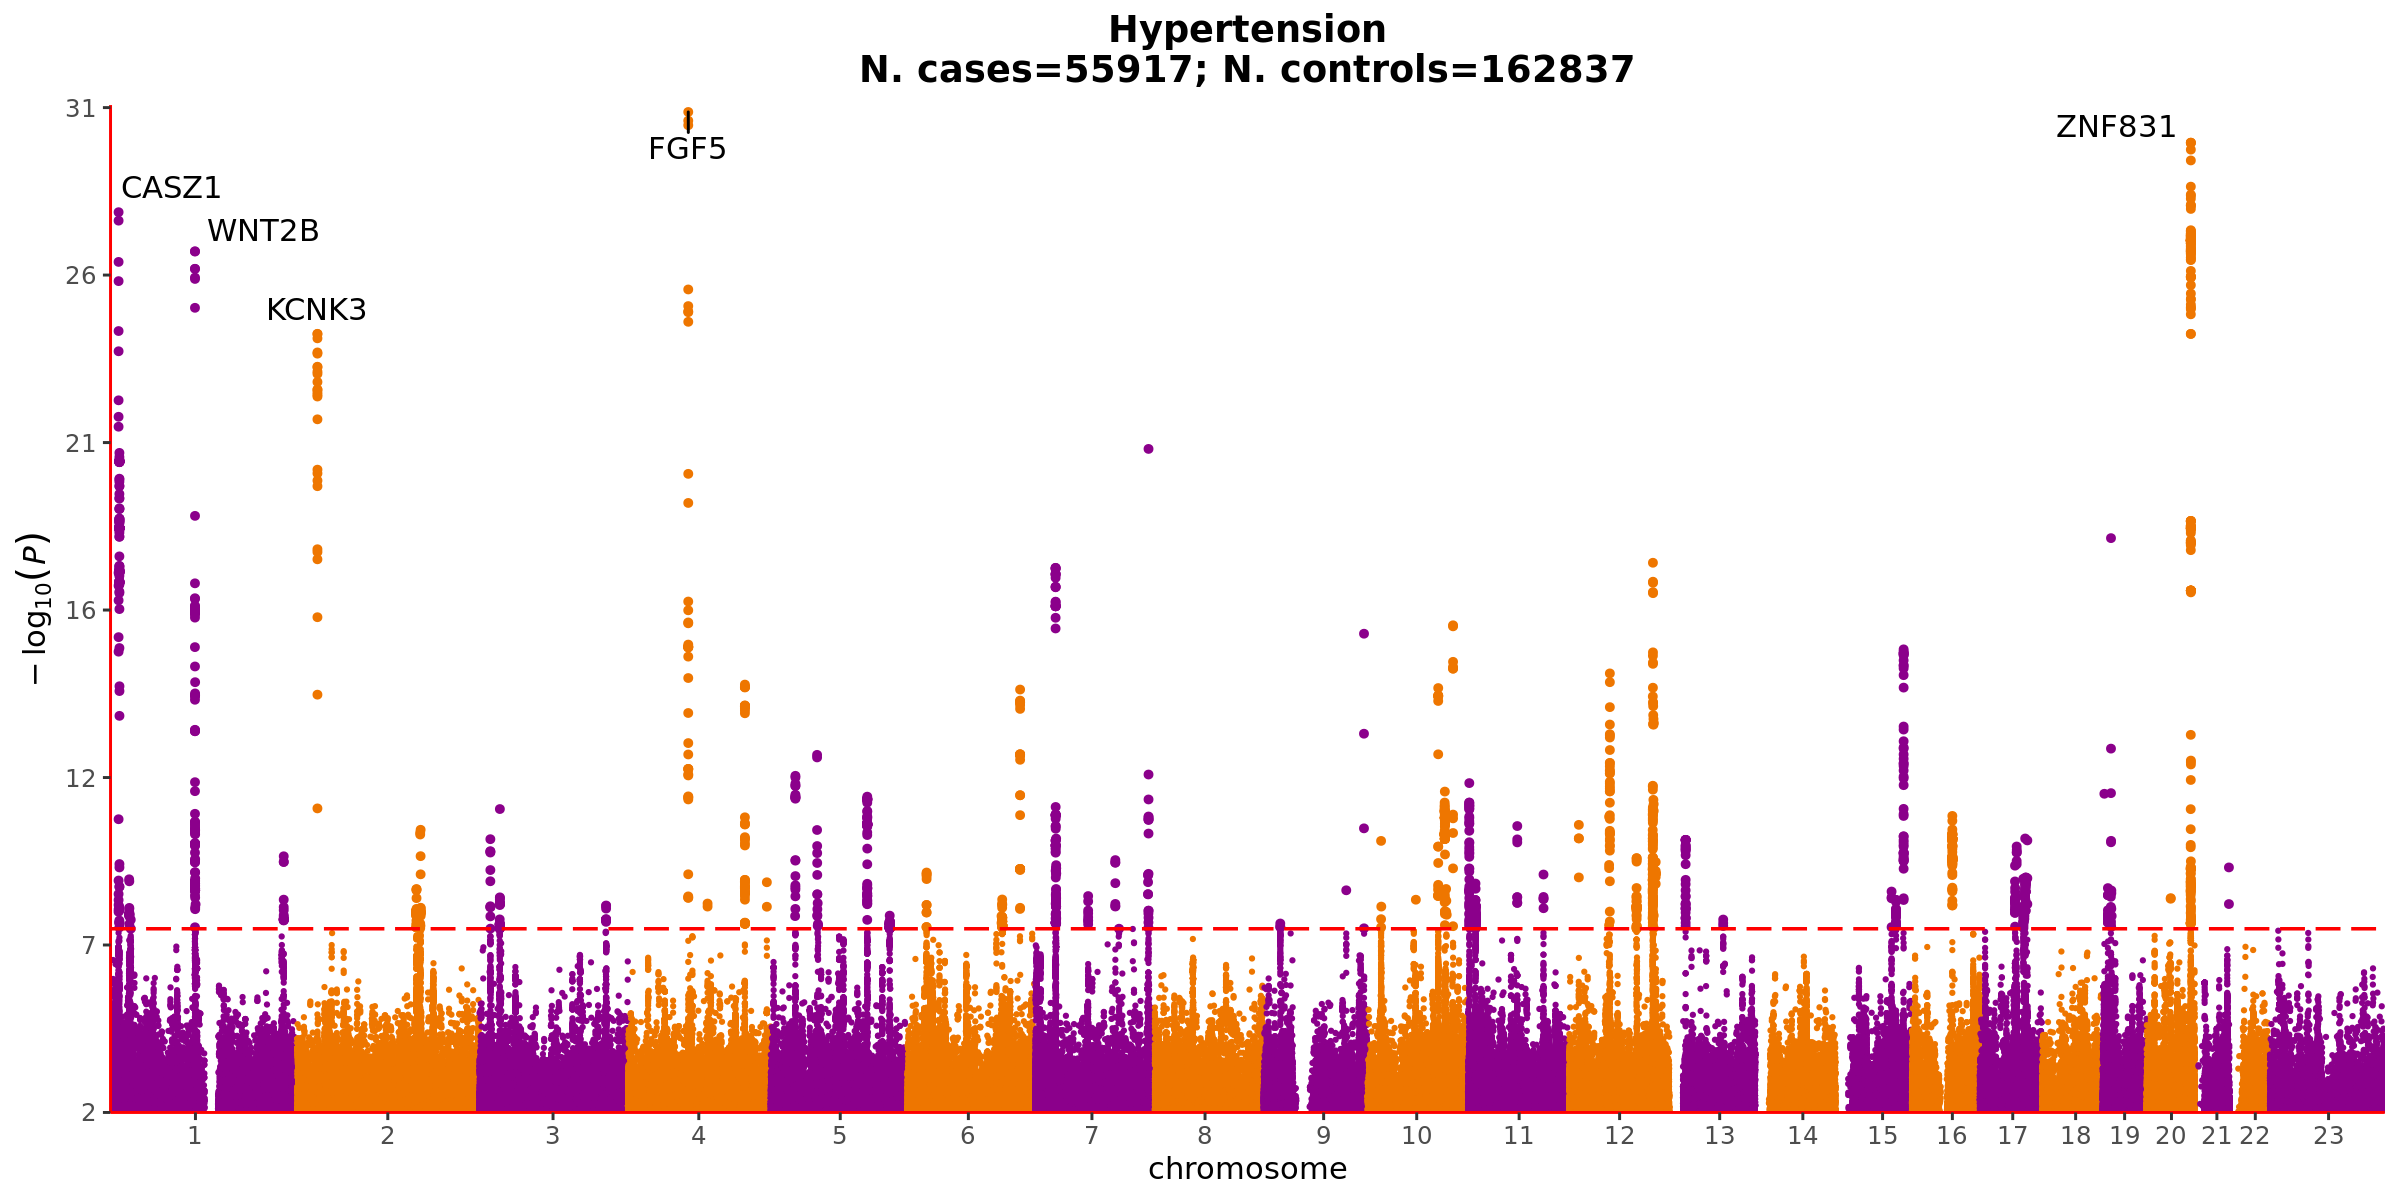 Hypertension
N. cases=55917; N. controls=162837
31
FGF5
ZNF831
CASZ1
WNT2B
26
KCNK3
21
− log10(P)
16
12
7
2
1 2 3 4 5 6 7 8 9 10 11 12 13 14 15 16 17 18 19 20 21 22 23
chromosome